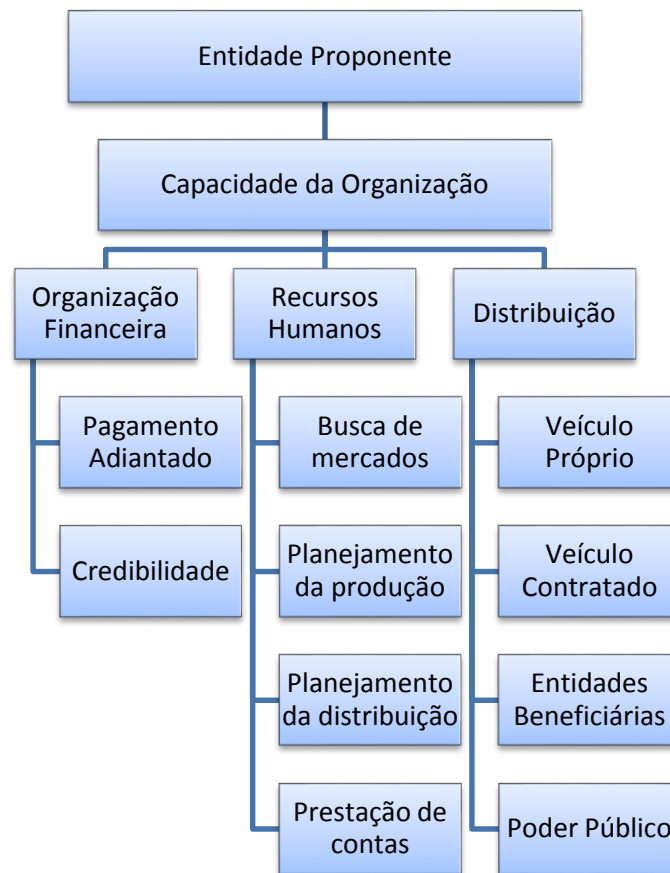 Entidade Proponente
Capacidade da Organização
Organização
Financeira
Recursos
Humanos
Distribuição
Pagamento
Adiantado
Credibilidade
Busca de
mercados
Planejamento
da produção
Planejamento
da distribuição
Prestação de
contas
Veículo
Próprio
Veículo
Contratado
Entidades
Beneficiárias
Poder Público